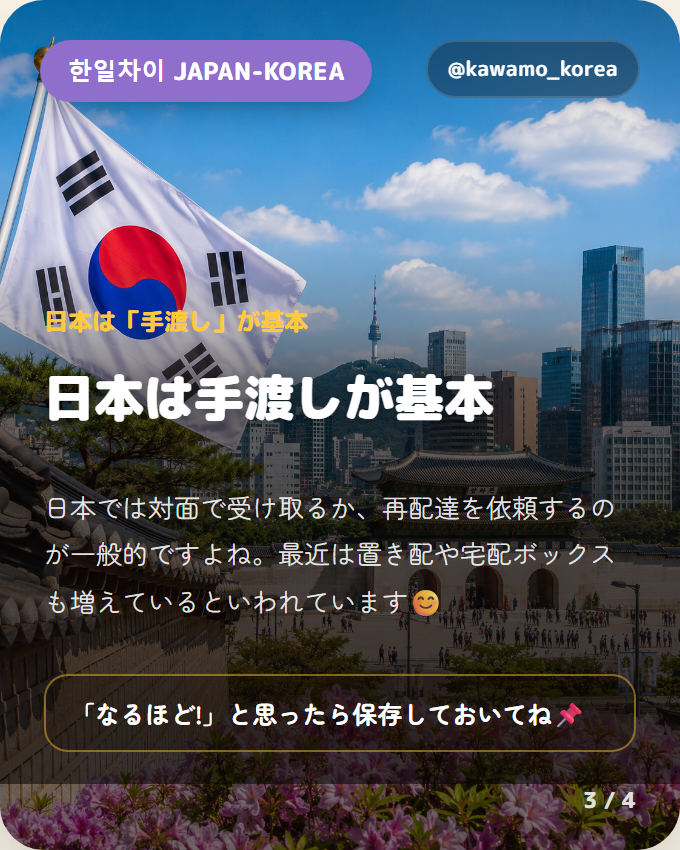 한일차이 JAPAN-KOREA
@kawamo_korea
日本は「手渡し」が基本
日本は手渡しが基本
日本では対面で受け取るか、再配達を依頼するの
が一般的ですよね。最近は置き配や宅配ボックス
も増えているといわれています😊
「なるほど!」と思ったら保存しておいてね📌
3 / 4